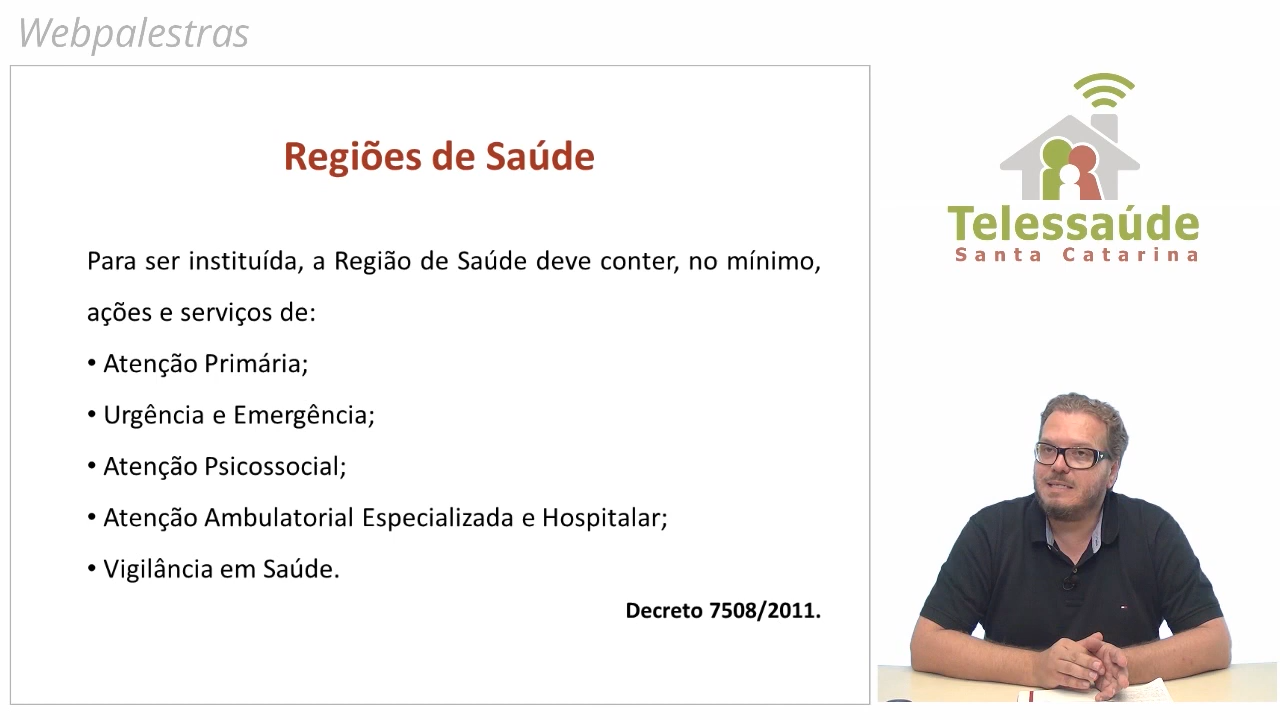 Webpalestras
Regiões de Saúde
Para ser instituída, a Região de Saúde deve conter, no mínimo,
ações e serviços de:
• Atenção Primária;
• Urgência e Emergência;
• Atenção Psicossocial;
• Atenção Ambulatorial Especializada e Hospitalar;
• Vigilância em Saúde.
Decreto 7508/2011.
Telessaúde
Santa Catarina